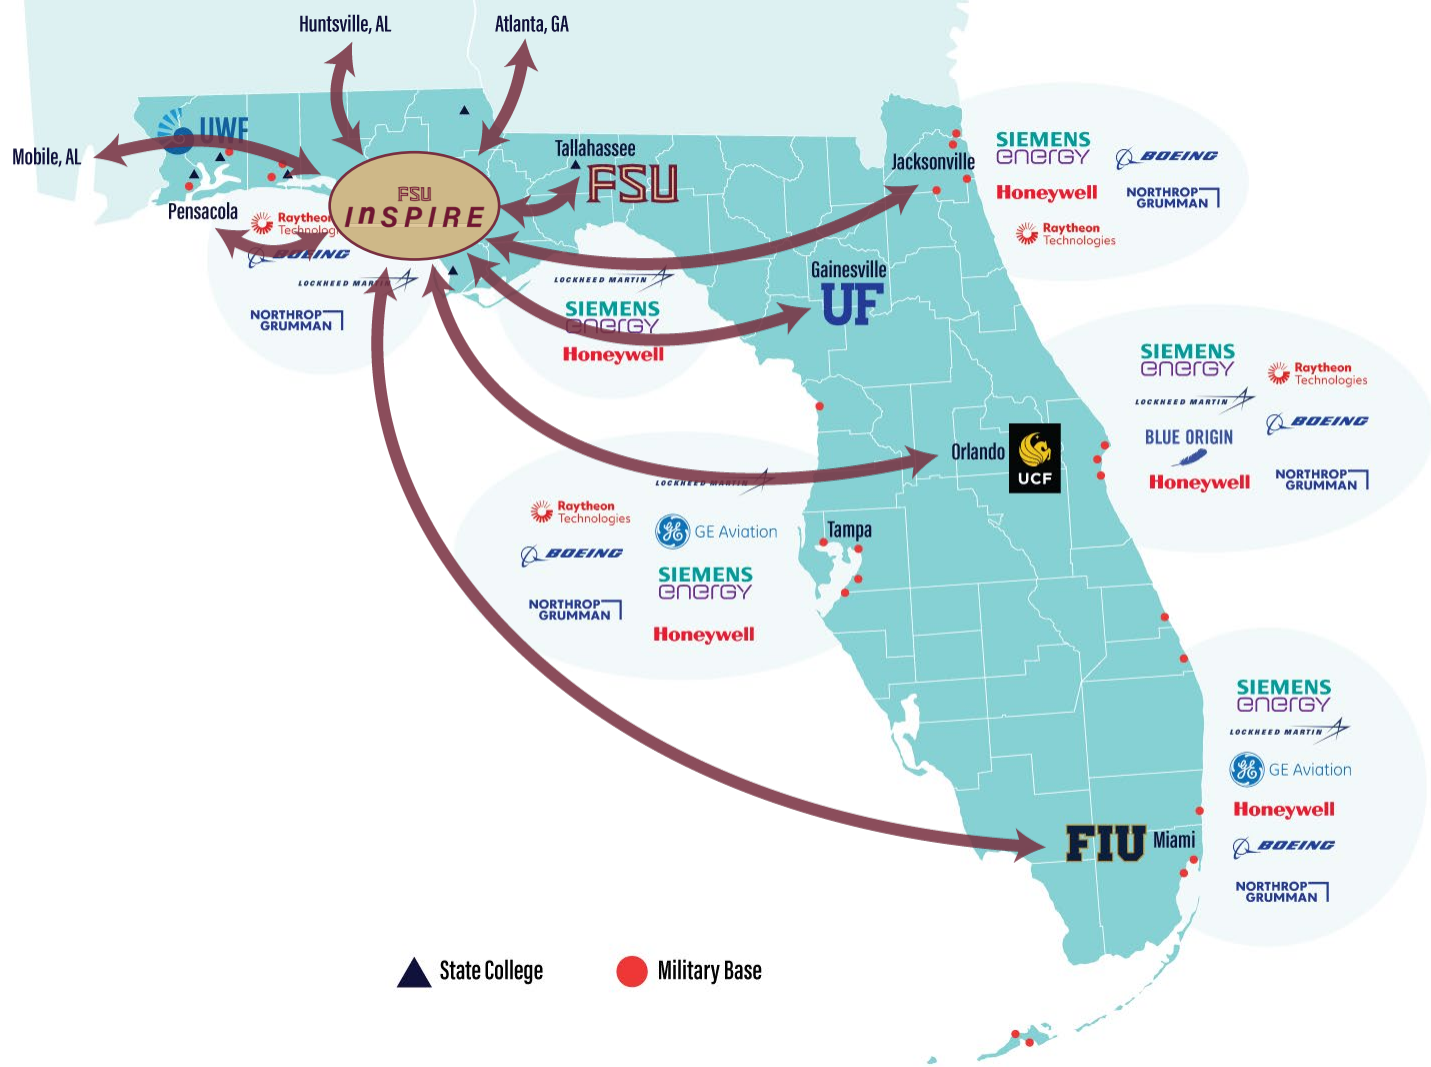 Huntsville, AL
Atlanta, GA
Mobile, AL
UWF
Pensacola
Tallahassee
FSU
FSU
INSPIRE
Jacksonville
SIEMENS
energy
BOEING
Honeywell
NORTHROP
GRUMMAN
Raytheon
Technologies
Raytheon
Technologi
BOEING
LOCKHEED MARTIN
NORTHROP
GRUMMAN
LOCKHEED MARTIN
SIEMENS
energy
Honeywell
Gainesville
UF
SIEMENS
energy
Raytheon
Technologies
LOCKHEED MARTIN
BOEING
BLUE ORIGIN
Honeywell
NORTHROP
GRUMMAN
Orlando
UCF
LOCKHEED MARTIN
Raytheon
Technologies
GE Aviation
BOEING
SIEMENS
energy
NORTHROP
GRUMMAN
Honeywell
Tampa
SIEMENS
energy
LOCKHEED MARTIN
GE Aviation
Honeywell
BOEING
NORTHROP
GRUMMAN
FIU
Miami
State College
Military Base